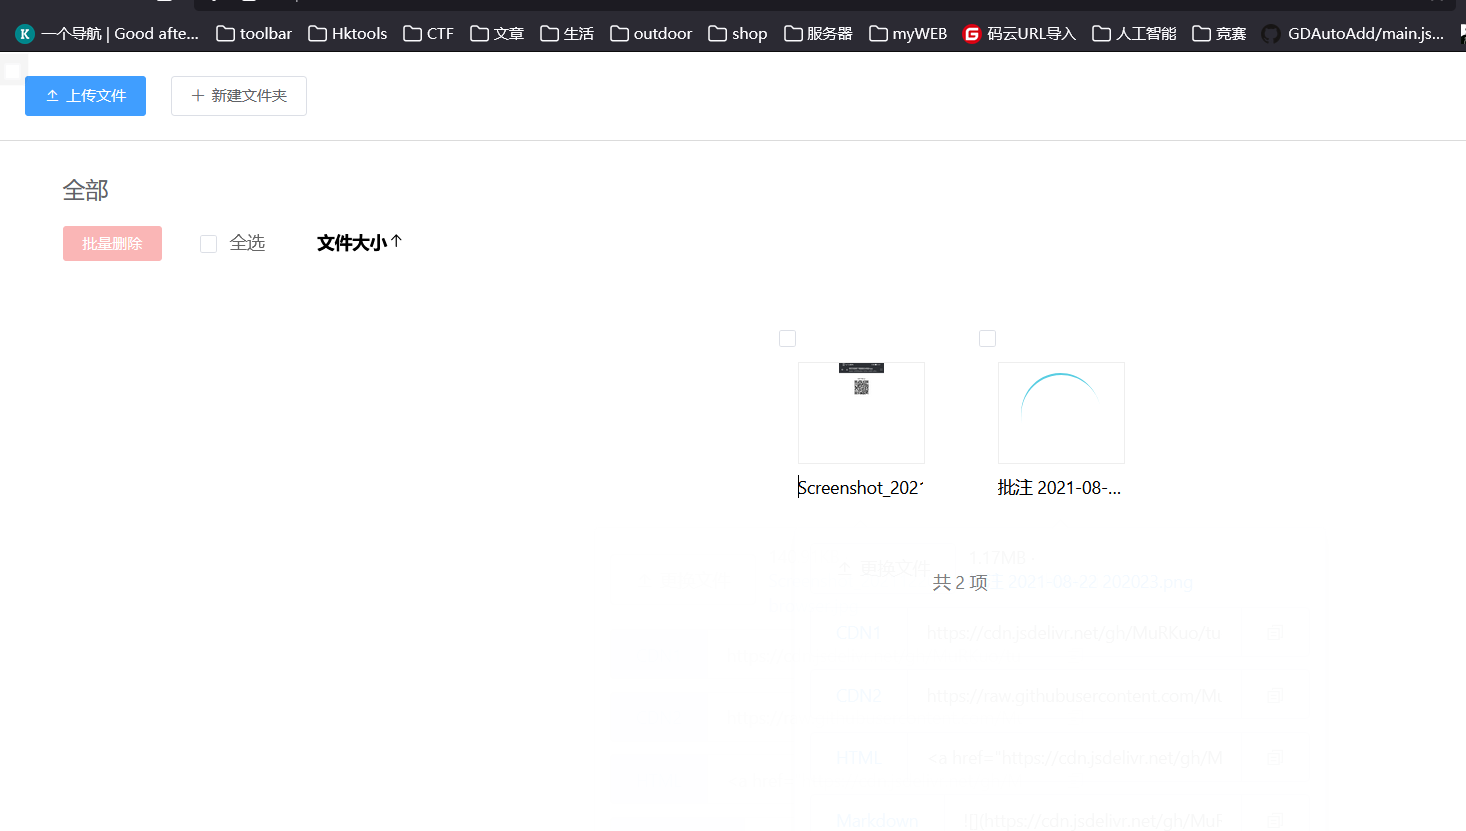 一个导航 | Good afte... toolbar Hktools CTF 文章 生活 outdoor shop 服务器 myWEB 码云URL导入 人工智能 竞赛 GDAutoAdd/main.js...
上传文件 新建文件夹
全部
批量删除 全选 文件大小↑
Screenshot_2021 批注 2021-08-...
1.17MB
更换文件
共 2 项 2021-08-22 202023.png
CDN1 https://cdn.jsdelivr.net/gh/MuRKuo/tu
CDN2 https://raw.githubusercontent.com/Mu
HTML <a href="https://cdn.jsdelivr.net/gh/M
Markdown ![](https://cdn.jsdelivr.net/gh/MuF